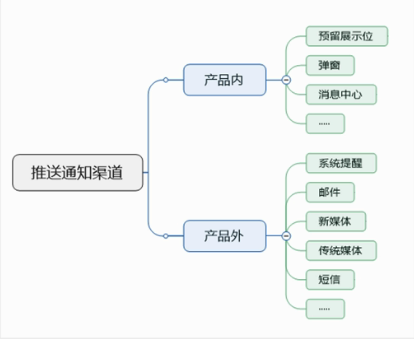 推送通知渠道
产品内
预留展示位
弹窗
消息中心
.....
产品外
系统提醒
邮件
新媒体
传统媒体
短信
.....